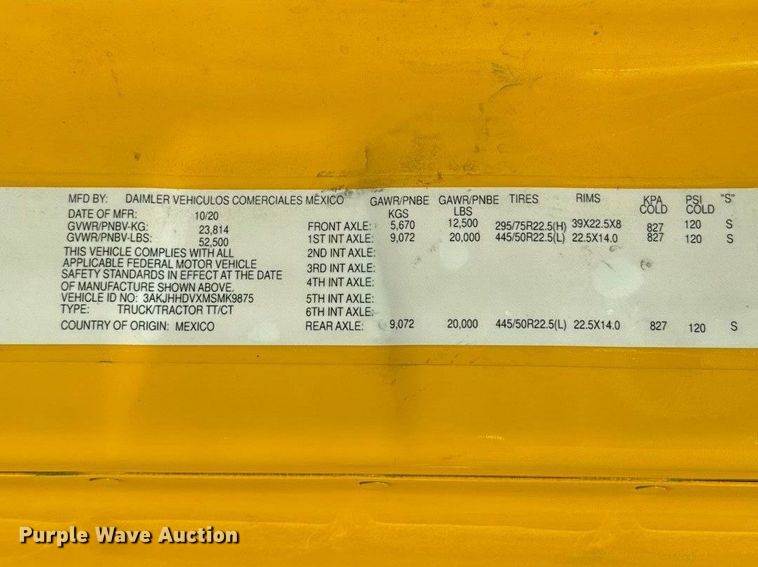 MFD BY: DAIMLER VEHICULOS COMERCIALES MÉXICO GAWR/PNBE GAWR/PNBE TIRES RIMS KPA PSI "S"
KGS LBS COLD COLD
DATE OF MFR: 10/20
GVWR/PNBV-KG: 23,814 FRONT AXLE: 5,670 12,500 295/75R22.5(H) 39X22.5X8 827 120 S
GVWR/PNBV-LBS: 52,500 1ST INT AXLE: 9,072 20,000 445/50R22.5(L) 22.5X14.0 827 120 S
THIS VEHICLE COMPLIES WITH ALL 2ND INT AXLE:
APPLICABLE FEDERAL MOTOR VEHICLE 3RD INT AXLE:
SAFETY STANDARDS IN EFFECT AT THE DATE 4TH INT AXLE:
OF MANUFACTURE SHOWN ABOVE.
VEHICLE ID NO: 3AKJHHDVXMSMK9875 5TH INT AXLE:
TYPE: TRUCK/TRACTOR TT/CT 6TH INT AXLE:
COUNTRY OF ORIGIN: MEXICO REAR AXLE: 9,072 20,000 445/50R22.5(L) 22.5X14.0 827 120 S
Purple Wave Auction